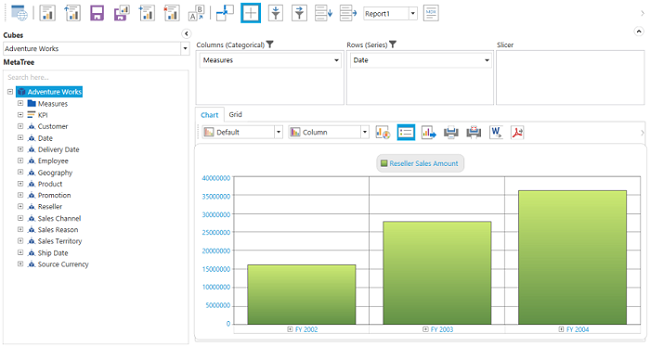 Report1
MDX
Cubes
Adventure Works
MetaTree
Search here...
Adventure Works
Measures
KPI
Customer
Date
Delivery Date
Employee
Geography
Product
Promotion
Reseller
Sales Channel
Sales Reason
Sales Territory
Ship Date
Source Currency
Columns (Categorical)
Measures
Rows (Series)
Date
Slicer
Chart
Grid
Default
Column
Reseller Sales Amount
40000000
35000000
30000000
25000000
20000000
15000000
10000000
5000000
0
FY 2002
FY 2003
FY 2004